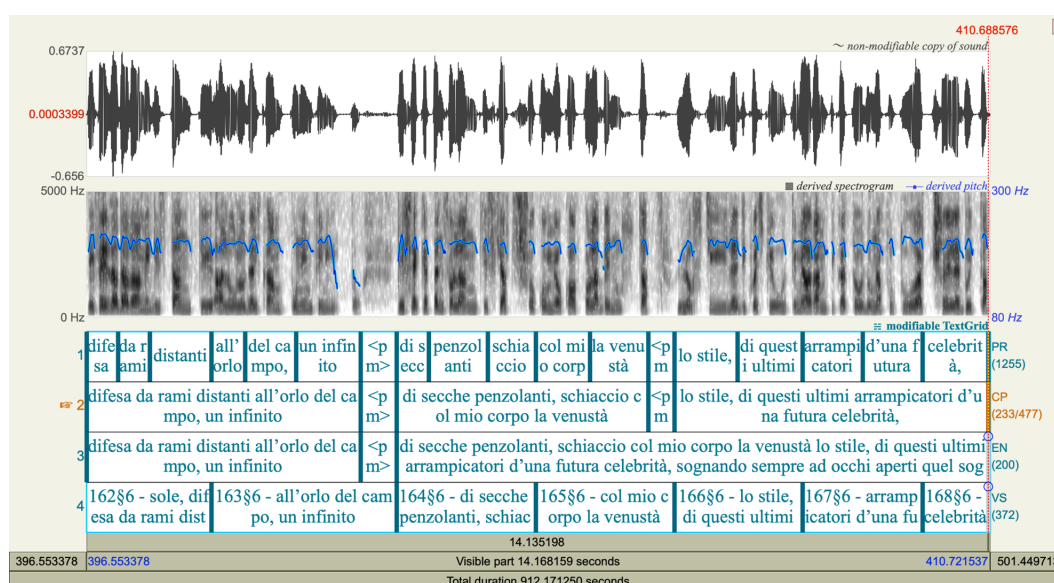 410.688576
0.6737
~ non-modifiable copy of sound
0.0003399
-0.656
5000 Hz
derived spectrogram
derived pitch
300 Hz
0 Hz
80 Hz
modifiable TextGrid
1
dife
sa
da r
ami
distanti
all'
orlo
del ca
mpo,
un infin
ito
<p
m>
di s
ecc
penzol
anti
schia
ccio
col mi
o corp
la venu
stà
<p
m
lo stile,
di quest
i ultimi
arrampi
catori
d'una f
utura
celebrit
à,
PR
(1255)
2
difesa da rami distanti all'orlo del ca
mpo, un infinito
<p
m>
di secche penzolanti, schiaccio c
ol mio corpo la venustà
<p
m
lo stile, di questi ultimi arrampicatori d'u
na futura celebrità,
CP
(233/477)
3
difesa da rami distanti all'orlo del ca
mpo, un infinito
<p
m>
di secche penzolanti, schiaccio col mio corpo la venustà lo stile, di questi ultimi
arrampicatori d'una futura celebrità, sognando sempre ad occhi aperti quel sog
EN
(200)
4
162§6 - sole, dif
esa da rami dist
163§6 - all'orlo del cam
po, un infinito
164§6 - di secche
penzolanti, schiac
165§6 - col mio c
orpo la venustà
166§6 - lo stile,
di questi ultimi
167§6 - arramp
icatori d'una fu
168§6 -
celebrità
VS
(372)
14.135198
396.553378
396.553378
Visible part 14.168159 seconds
410.721537
501.449713
Total duration 912.171250 seconds